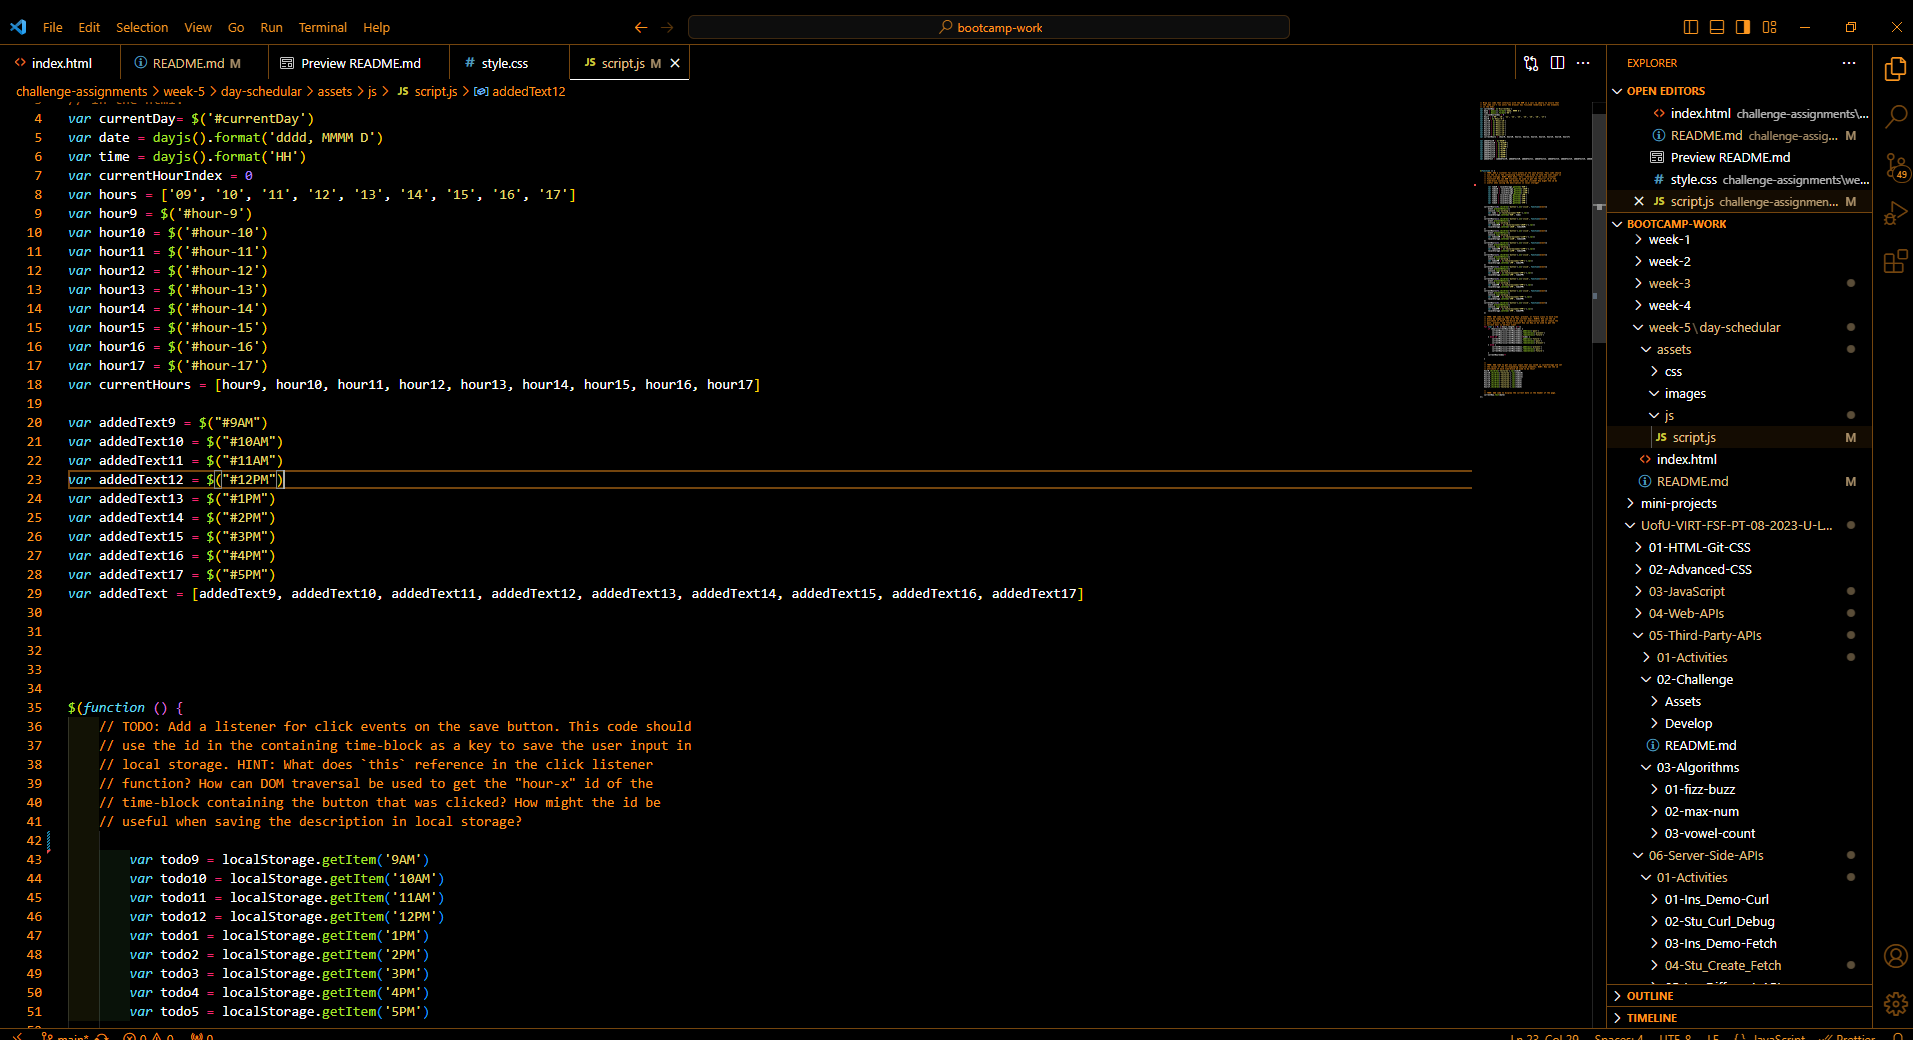 File Edit Selection View Go Run Terminal Help
bootcamp-work
index.html
README.md M
Preview README.md
style.css
script.js M
challenge-assignments > week-5 > day-schedular > assets > js > JS script.js > addedText12
// in the html.
4 var currentDay= $('#currentDay')
5 var date = dayjs().format('dddd, MMMM D')
6 var time = dayjs().format('HH')
7 var currentHourIndex = 0
8 var hours = ['09', '10', '11', '12', '13', '14', '15', '16', '17']
9 var hour9 = $('#hour-9')
10 var hour10 = $('#hour-10')
11 var hour11 = $('#hour-11')
12 var hour12 = $('#hour-12')
13 var hour13 = $('#hour-13')
14 var hour14 = $('#hour-14')
15 var hour15 = $('#hour-15')
16 var hour16 = $('#hour-16')
17 var hour17 = $('#hour-17')
18 var currentHours = [hour9, hour10, hour11, hour12, hour13, hour14, hour15, hour16, hour17]
19
20 var addedText9 = $("#9AM")
21 var addedText10 = $("#10AM")
22 var addedText11 = $("#11AM")
23 var addedText12 = $("#12PM")
24 var addedText13 = $("#1PM")
25 var addedText14 = $("#2PM")
26 var addedText15 = $("#3PM")
27 var addedText16 = $("#4PM")
28 var addedText17 = $("#5PM")
29 var addedText = [addedText9, addedText10, addedText11, addedText12, addedText13, addedText14, addedText15, addedText16, addedText17]
30
31
32
33
34
35 $(function () {
36 // TODO: Add a listener for click events on the save button. This code should
37 // use the id in the containing time-block as a key to save the user input in
38 // local storage. HINT: What does `this` reference in the click listener
39 // function? How can DOM traversal be used to get the "hour-x" id of the
40 // time-block containing the button that was clicked? How might the id be
41 // useful when saving the description in local storage?
42
43 var todo9 = localStorage.getItem('9AM')
44 var todo10 = localStorage.getItem('10AM')
45 var todo11 = localStorage.getItem('11AM')
46 var todo12 = localStorage.getItem('12PM')
47 var todo1 = localStorage.getItem('1PM')
48 var todo2 = localStorage.getItem('2PM')
49 var todo3 = localStorage.getItem('3PM')
50 var todo4 = localStorage.getItem('4PM')
51 var todo5 = localStorage.getItem('5PM')
EXPLORER
OPEN EDITORS
index.html challenge-assignments\...
README.md challenge-assig... M
Preview README.md
style.css challenge-assignments\we...
JS script.js challenge-assignmen... M
BOOTCAMP-WORK
week-1
week-2
week-3
week-4
week-5\day-schedular
assets
css
images
js
JS script.js M
index.html
README.md M
mini-projects
UofU-VIRT-FSF-PT-08-2023-U-L...
01-HTML-Git-CSS
02-Advanced-CSS
03-JavaScript
04-Web-APIs
05-Third-Party-APIs
01-Activities
02-Challenge
Assets
Develop
README.md
03-Algorithms
01-fizz-buzz
02-max-num
03-vowel-count
06-Server-Side-APIs
01-Activities
01-Ins_Demo-Curl
02-Stu_Curl_Debug
03-Ins_Demo-Fetch
04-Stu_Create_Fetch
OUTLINE
TIMELINE
49
main* 0 0 0
Ln 23, Col 29 Spaces: 4 UTF-8 LF {} JavaScript Prettier